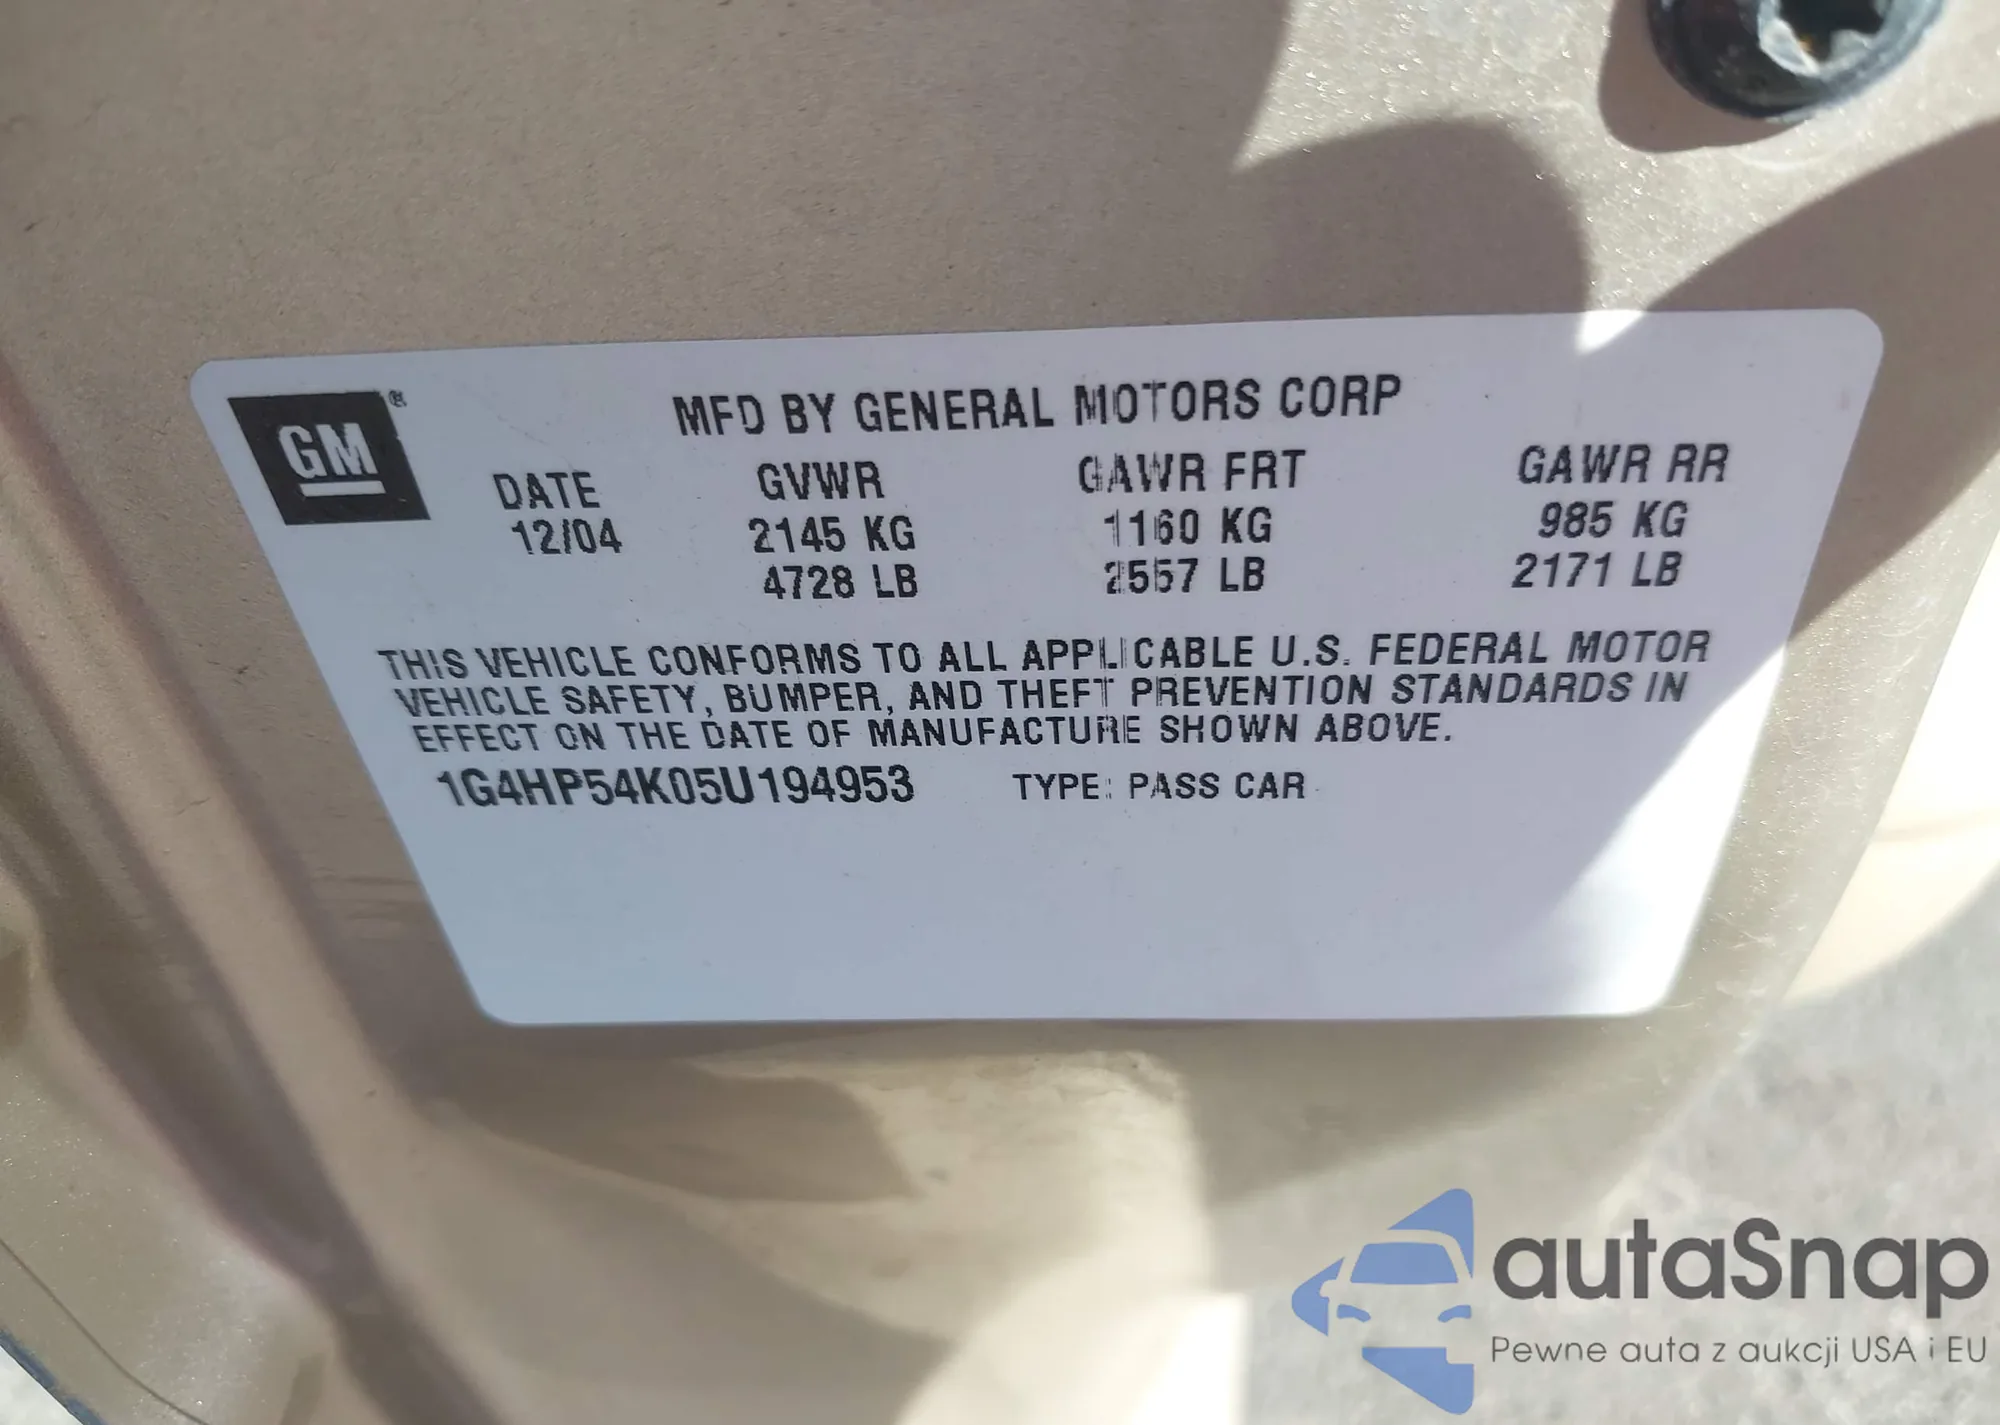 GM®
MFD BY GENERAL MOTORS CORP
DATE GVWR GAWR FRT GAWR RR
12/04 2145 KG 1160 KG 985 KG
4728 LB 2557 LB 2171 LB
THIS VEHICLE CONFORMS TO ALL APPLICABLE U.S. FEDERAL MOTOR
VEHICLE SAFETY, BUMPER, AND THEFT PREVENTION STANDARDS IN
EFFECT ON THE DATE OF MANUFACTURE SHOWN ABOVE.
1G4HP54K05U194953 TYPE: PASS CAR
autaSnap
Pewne auta z aukcji USA i EU